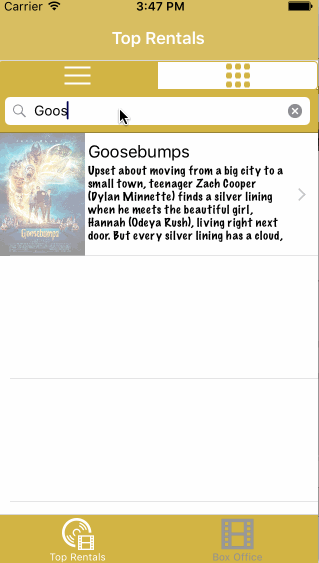 Carrier 3:47 PM
Top Rentals
Goos
Goosebumps
Upset about moving from a big city to a
small town, teenager Zach Cooper
(Dylan Minnette) finds a silver lining
when he meets the beautiful girl,
Hannah (Odeya Rush), living right next
door. But every silver lining has a cloud,
Goosebumps
Top Rentals Box Office